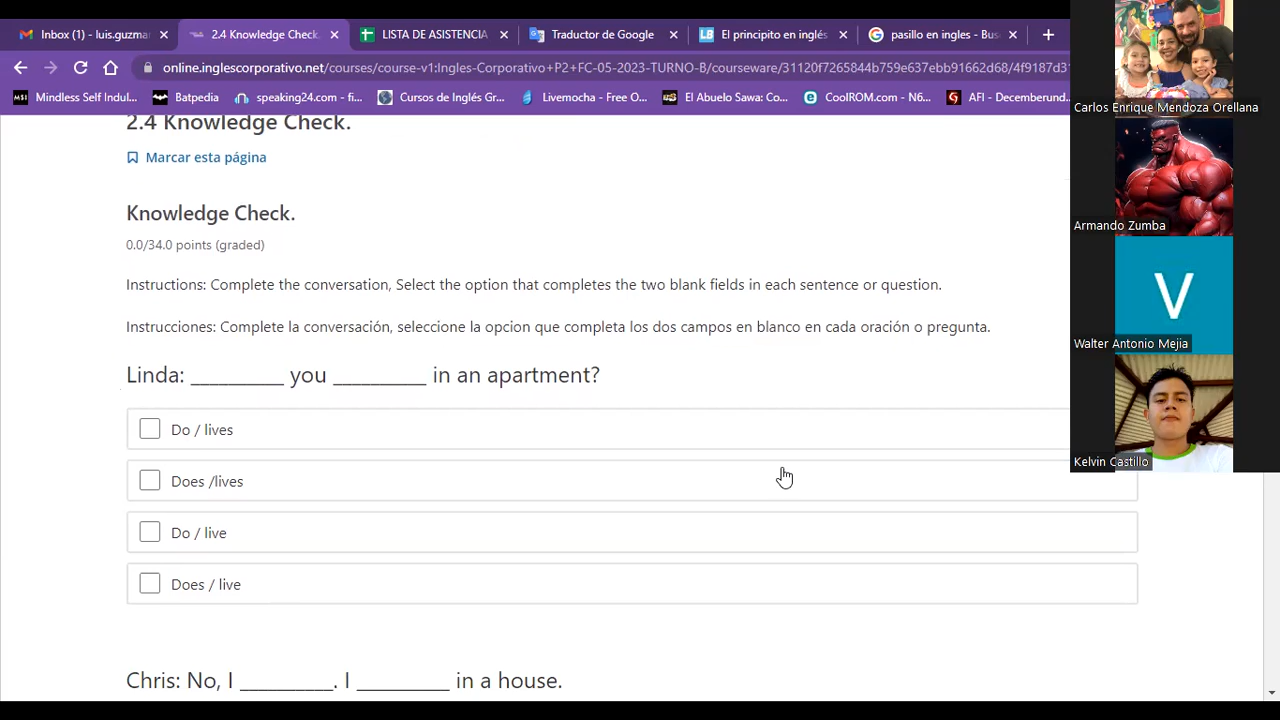 Inbox (1) - luis.guzma
2.4 Knowledge Check.
LISTA DE ASISTENCIA
Traductor de Google
El principito en inglés
pasillo en ingles - Bus
online.inglescorporativo.net/courses/course-v1:Ingles-Corporativo+P2+FC-05-2023-TURNO-B/courseware/31120f7265844b759e637ebb91662d68/4f9187d3
Mindless Self Indul...
Batpedia
speaking24.com - fi...
Cursos de Inglés Gr...
Livemocha - Free O...
El Abuelo Sawa: Co...
CoolROM.com - N6...
AFI - Decemberund...
2.4 Knowledge Check.
Marcar esta página
Knowledge Check.
0.0/34.0 points (graded)
Instructions: Complete the conversation, Select the option that completes the two blank fields in each sentence or question.
Instrucciones: Complete la conversación, seleccione la opcion que completa los dos campos en blanco en cada oración o pregunta.
Linda: __________ you __________ in an apartment?
Do / lives
Does /lives
Do / live
Does / live
Chris: No, I __________. I __________ in a house.
Carlos Enrique Mendoza Orellana
Armando Zumba
V
Walter Antonio Mejia
Kelvin Castillo